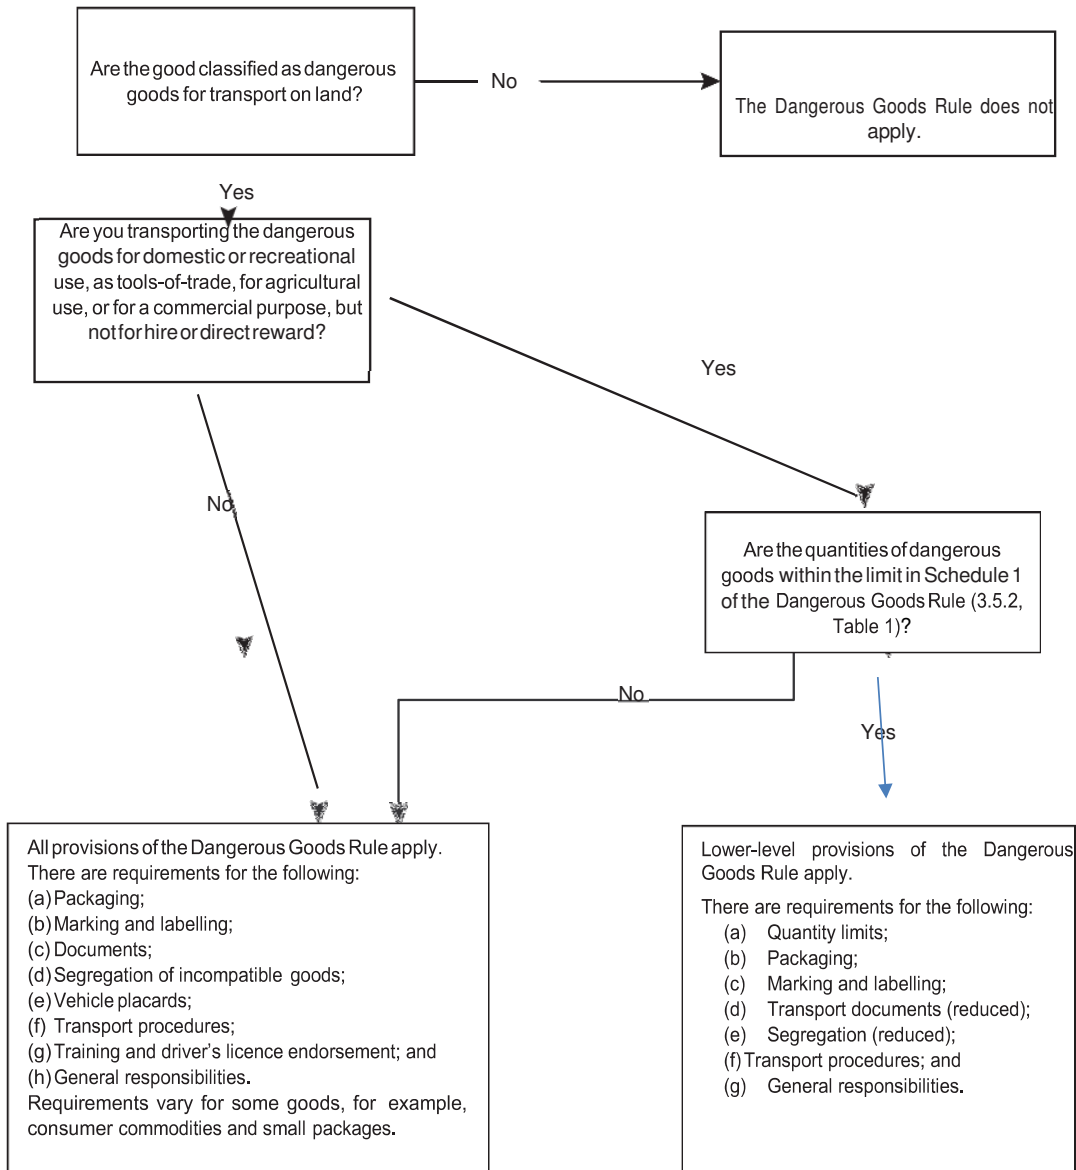 Are the good classified as dangerous
goods for transport on land?
No
The Dangerous Goods Rule does not
apply.
Yes
Are you transporting the dangerous
goods for domestic or recreational
use, as tools-of-trade, for agricultural
use, or for a commercial purpose, but
not for hire or direct reward?
Yes
No
Are the quantities of dangerous
goods within the limit in Schedule 1
of the Dangerous Goods Rule (3.5.2,
Table 1)?
No
Yes
All provisions of the Dangerous Goods Rule apply.
There are requirements for the following:
(a) Packaging;
(b) Marking and labelling;
(c) Documents;
(d) Segregation of incompatible goods;
(e) Vehicle placards;
(f) Transport procedures;
(g) Training and driver's licence endorsement; and
(h) General responsibilities.
Requirements vary for some goods, for example,
consumer commodities and small packages.
Lower-level provisions of the Dangerous
Goods Rule apply.
There are requirements for the following:
(a) Quantity limits;
(b) Packaging;
(c) Marking and labelling;
(d) Transport documents (reduced);
(e) Segregation (reduced);
(f) Transport procedures; and
(g) General responsibilities.